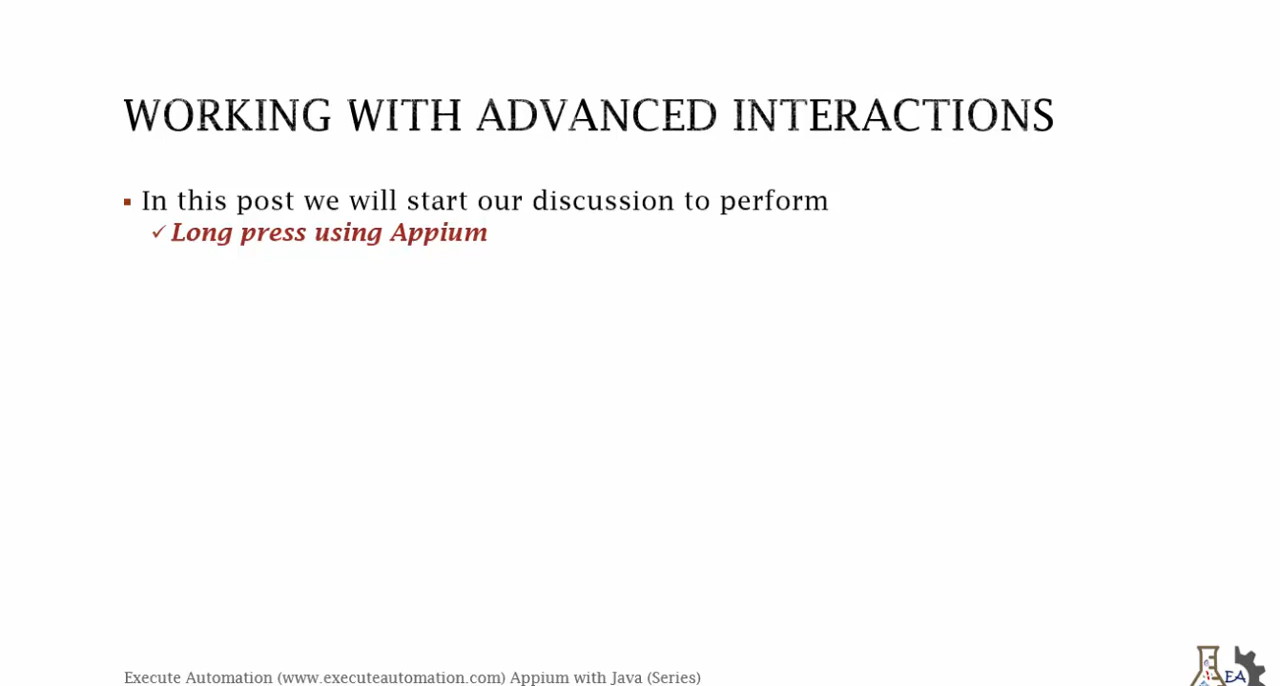 WORKING WITH ADVANCED INTERACTIONS
▪ In this post we will start our discussion to perform
✓ Long press using Appium
Execute Automation (www.executeautomation.com) Appium with Java (Series)
EA